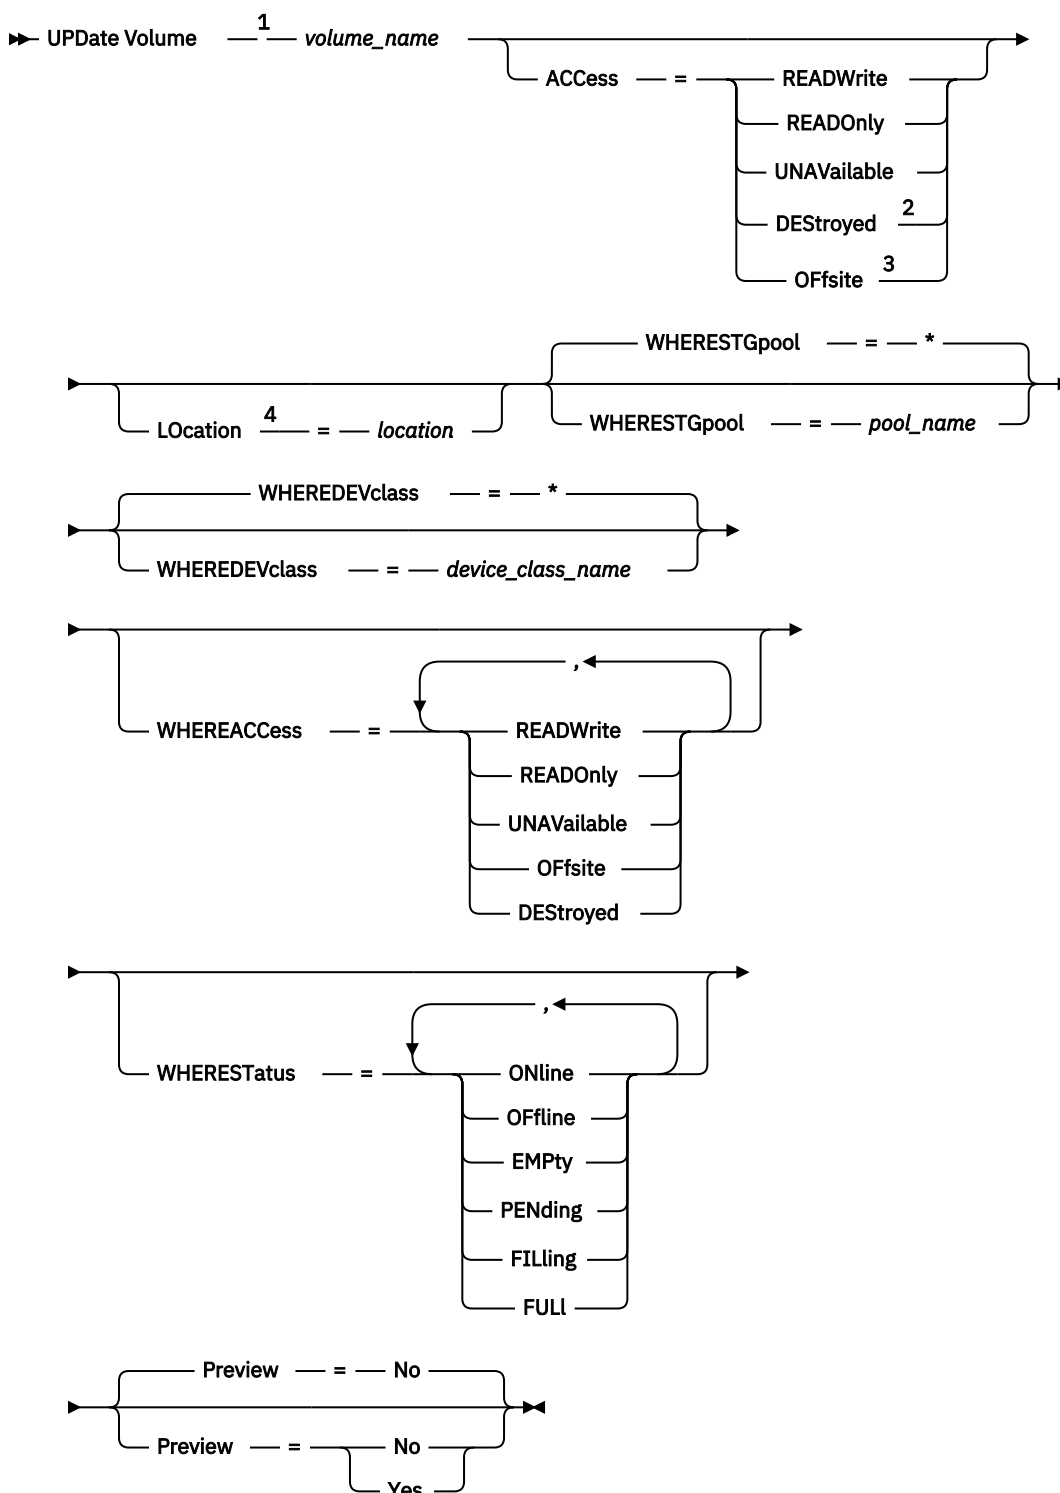 UPDate Volume 1 volume_name
ACCess = READWrite
READOnly
UNAVailable
DEStroyed 2
OFfsite 3
WHERESTGpool = *
LOcation 4 = location
WHERESTGpool = pool_name
WHEREDEVclass = *
WHEREDEVclass = device_class_name
,
WHEREACCess = READWrite
READOnly
UNAVailable
OFfsite
DEStroyed
,
WHERESTatus = ONline
OFfline
EMPty
PENding
FILling
FULl
Preview = No
Preview = No
Yes